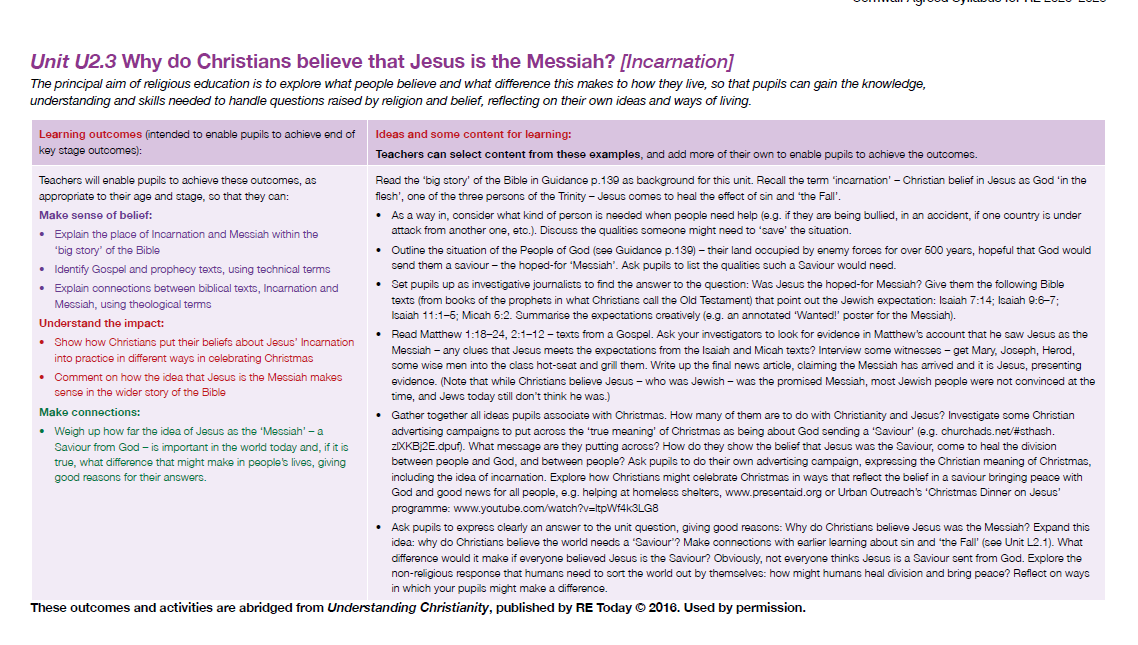 Cornwall Agreed Syllabus for RE
Unit U2.3 Why do Christians believe that Jesus is the Messiah? [Incarnation]
The principal aim of religious education is to explore what people believe and what difference this makes to how they live, so that pupils can gain the knowledge,
understanding and skills needed to handle questions raised by religion and belief, reflecting on their own ideas and ways of living.
Learning outcomes (intended to enable pupils to achieve end of
key stage outcomes):
Teachers will enable pupils to achieve these outcomes, as
appropriate to their age and stage, so that they can:
Make sense of belief:
• Explain the place of Incarnation and Messiah within the
‘big story’ of the Bible
• Identify Gospel and prophecy texts, using technical terms
• Explain connections between biblical texts, Incarnation and
Messiah, using theological terms
Understand the impact:
• Show how Christians put their beliefs about Jesus’ Incarnation
into practice in different ways in celebrating Christmas
• Comment on how the idea that Jesus is the Messiah makes
sense in the wider story of the Bible
Make connections:
• Weigh up how far the idea of Jesus as the ‘Messiah’ – a
Saviour from God – is important in the world today and, if it is
true, what difference that might make in people’s lives, giving
good reasons for their answers.
Ideas and some content for learning:
Teachers can select content from these examples, and add more of their own to enable pupils to achieve the outcomes.
Read the ‘big story’ of the Bible in Guidance p.139 as background for this unit. Recall the term ‘incarnation’ – Christian belief in Jesus as God ‘in the
flesh’, one of the three persons of the Trinity – Jesus comes to heal the effect of sin and ‘the Fall’.
• As a way in, consider what kind of person is needed when people need help (e.g. if they are being bullied, in an accident, if one country is under
attack from another one, etc.). Discuss the qualities someone might need to ‘save’ the situation.
• Outline the situation of the People of God (see Guidance p.139) – their land occupied by enemy forces for over 500 years, hopeful that God would
send them a saviour – the hoped-for ‘Messiah’. Ask pupils to list the qualities such a Saviour would need.
• Set pupils up as investigative journalists to find the answer to the question: Was Jesus the hoped-for Messiah? Give them the following Bible
texts (from books of the prophets in what Christians call the Old Testament) that point out the Jewish expectation: Isaiah 7:14; Isaiah 9:6–7;
Isaiah 11:1–5; Micah 5:2. Summarise the expectations creatively (e.g. an annotated ‘Wanted!’ poster for the Messiah).
• Read Matthew 1:18–24, 2:1–12 – texts from a Gospel. Ask your investigators to look for evidence in Matthew’s account that he saw Jesus as the
Messiah – any clues that Jesus meets the expectations from the Isaiah and Micah texts? Interview some witnesses – get Mary, Joseph, Herod,
some wise men into the class hot-seat and grill them. Write up the final news article, claiming the Messiah has arrived and it is Jesus, presenting
evidence. (Note that while Christians believe Jesus – who was Jewish – was the promised Messiah, most Jewish people were not convinced at the
time, and Jews today still don’t think he was.)
• Gather together all ideas pupils associate with Christmas. How many of them are to do with Christianity and Jesus? Investigate some Christian
advertising campaigns to put across the ‘true meaning’ of Christmas as being about God sending a ‘Saviour’ (e.g. churchads.net/#sthash.
zlXKBj2E.dpuf). What message are they putting across? How do they show the belief that Jesus was the Saviour, come to heal the division
between people and God, and between people? Ask pupils to do their own advertising campaign, expressing the Christian meaning of Christmas,
including the idea of incarnation. Explore how Christians might celebrate Christmas in ways that reflect the belief in a saviour bringing peace with
God and good news for all people, e.g. helping at homeless shelters, www.presentaid.org or Urban Outreach’s ‘Christmas Dinner on Jesus’
programme: www.youtube.com/watch?v=ltpWf4k3LG8
• Ask pupils to express clearly an answer to the unit question, giving good reasons: Why do Christians believe Jesus was the Messiah? Expand this
idea: why do Christians believe the world needs a ‘Saviour’? Make connections with earlier learning about sin and ‘the Fall’ (see Unit L2.1). What
difference would it make if everyone believed Jesus is the Saviour? Obviously, not everyone thinks Jesus is a Saviour sent from God. Explore the
non-religious response that humans need to sort the world out by themselves: how might humans heal division and bring peace? Reflect on ways
in which your pupils might make a difference.
These outcomes and activities are abridged from Understanding Christianity, published by RE Today © 2016. Used by permission.